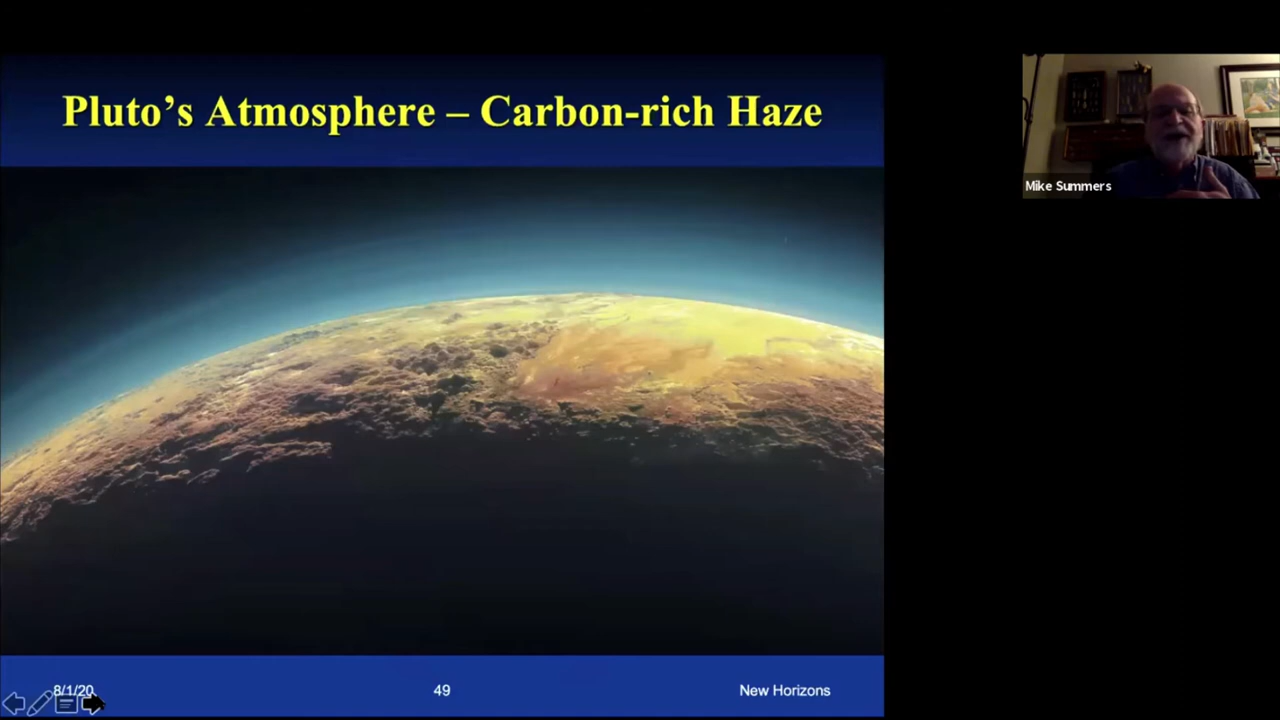 Pluto’s Atmosphere – Carbon-rich Haze
Mike Summers
8/1/20
49
New Horizons